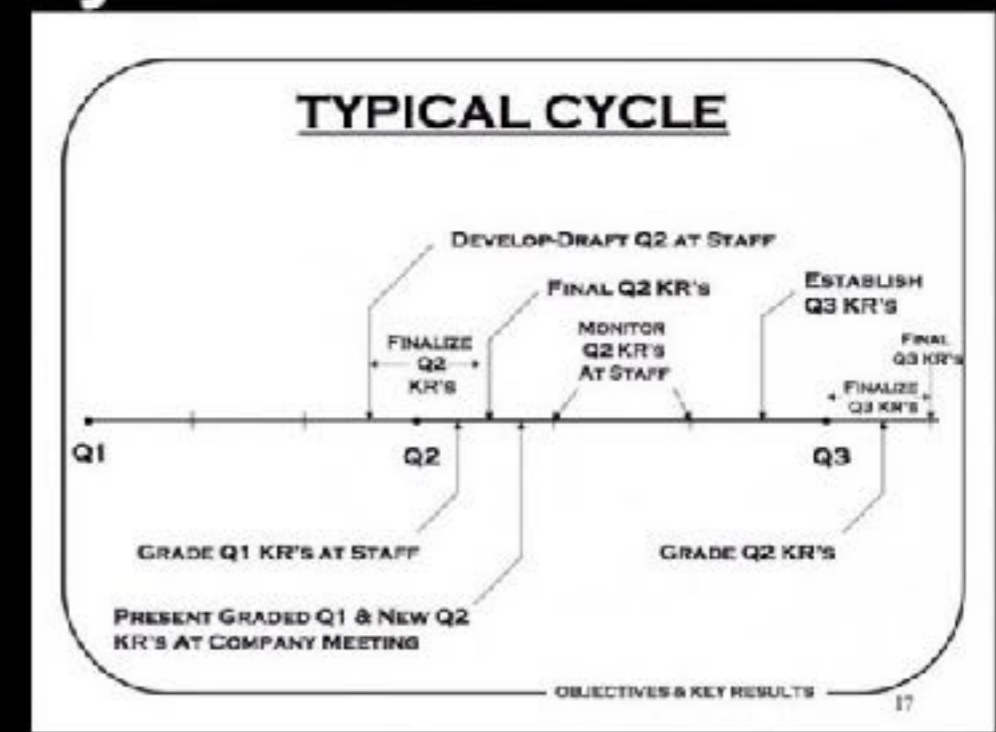 TYPICAL CYCLE
DEVELOP-DRAFT Q2 AT STAFF
FINAL Q2 KR'S
ESTABLISH
Q3 KR'S
MONITOR
Q2 KR'S
AT STAFF
FINALIZE
Q2
KR'S
FINAL
Q3 KR'S
FINALIZE
Q3 KR'S
Q1
Q2
Q3
GRADE Q1 KR'S AT STAFF
GRADE Q2 KR'S
PRESENT GRADED Q1 & NEW Q2
KR'S AT COMPANY MEETING
OBJECTIVES & KEY RESULTS
17